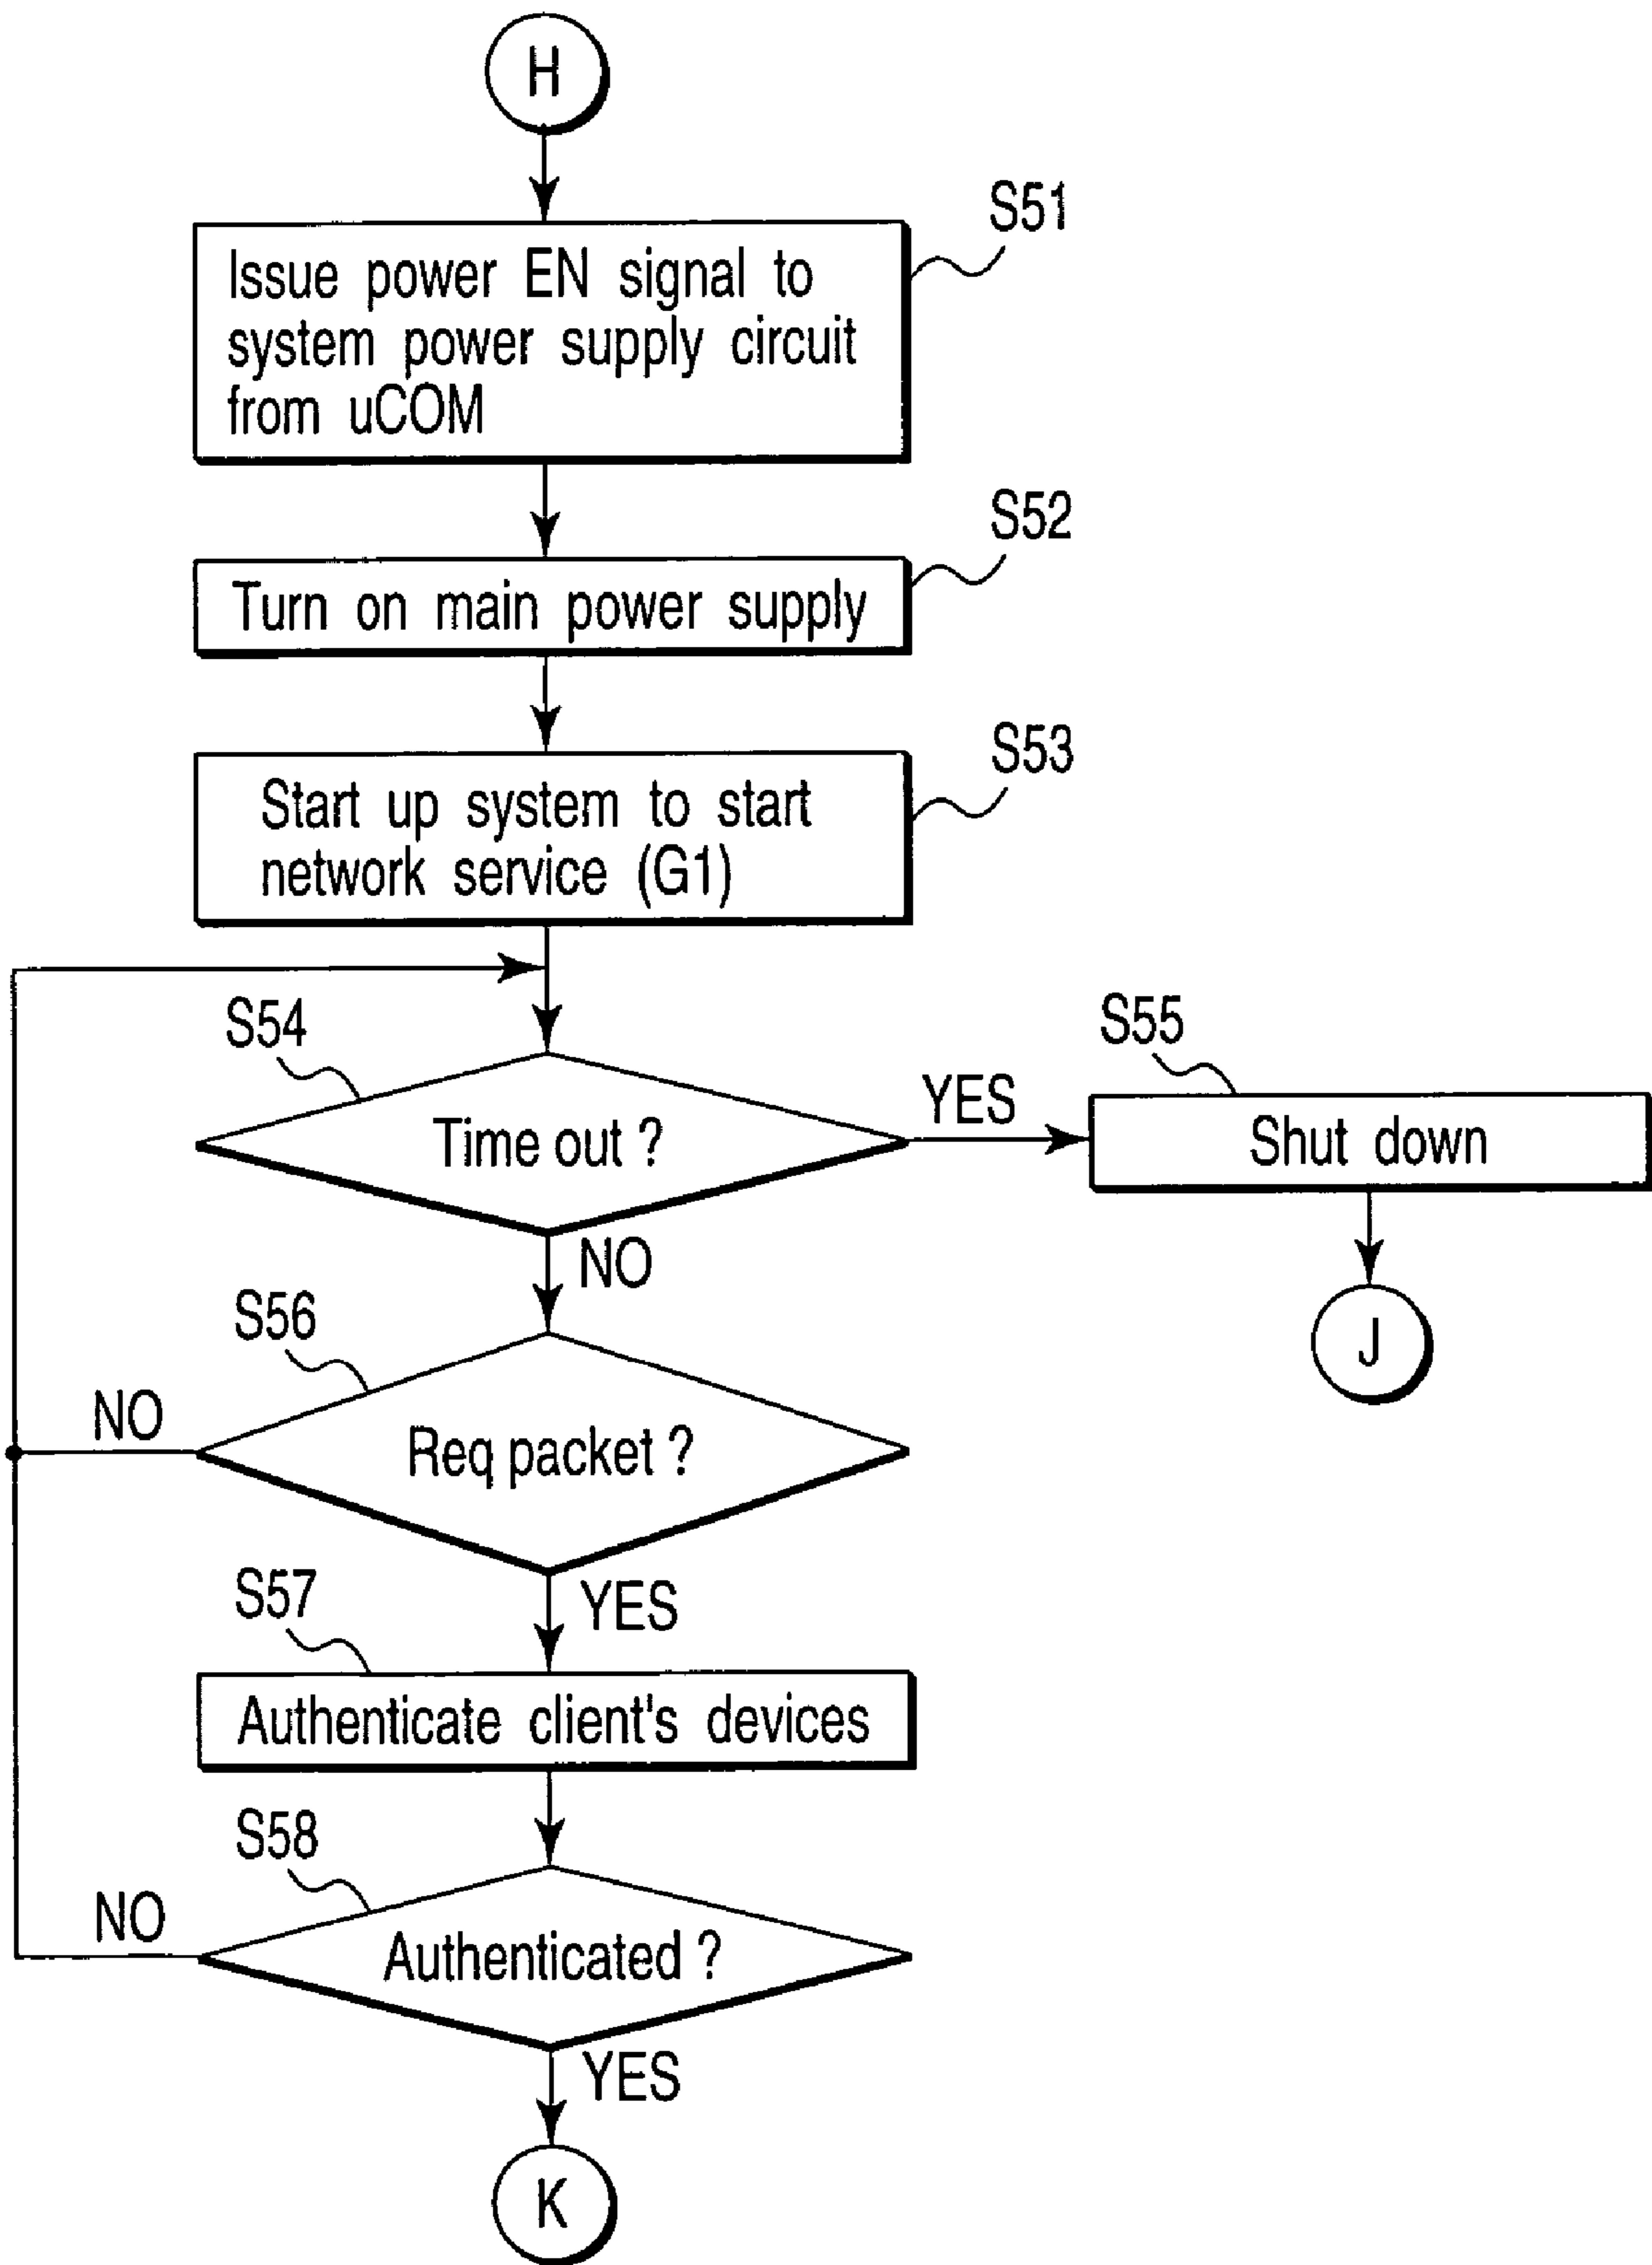 H
S51
Issue power EN signal to
system power supply circuit
from uCOM
S52
Turn on main power supply
S53
Start up system to start
network service (G1)
S54
Time out ?
YES
S55
Shut down
NO
J
S56
Req packet ?
NO
YES
S57
Authenticate client's devices
S58
Authenticated ?
NO
YES
K